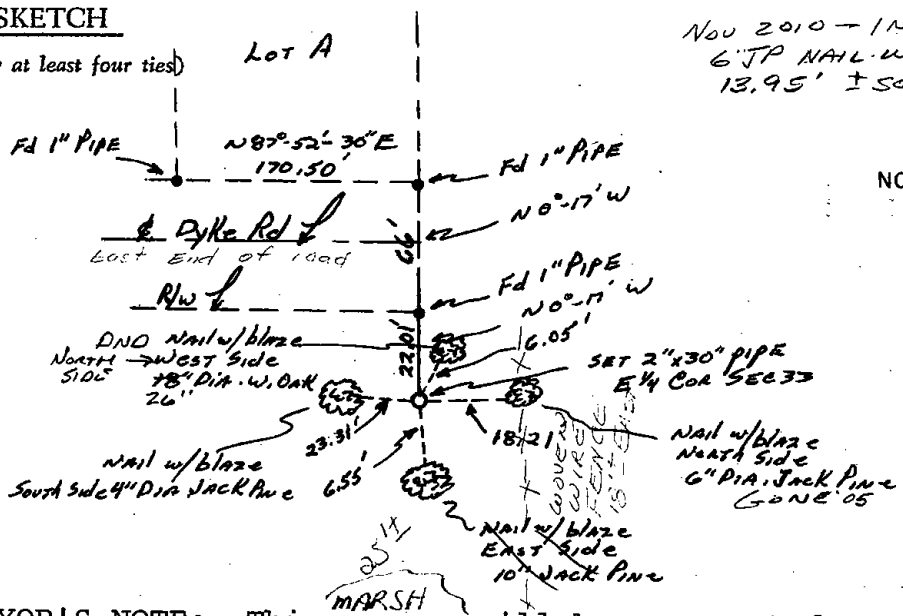 SKETCH
at least four ties)
LOT A
Nov 2010 –
6" JP NAIL
13.95' ±
Fd 1" PIPE
N 87°-52'-30" E
170.50'
Fd 1" PIPE
NO
N 0°-17' W
℄ Dyke Rd
66'
East End of road
Fd 1" PIPE
R/w
N 0°-17' W
22.01'
6.05'
DND NAIL w/blaze
NORTH SIDE
West Side
18" DIA. W. OAK
26"
SET 2"x30" PIPE
E 1/4 COR SEC 33
23.31'
18.21
WOVEN
WIRE
FENCE
18'± EAST
NAIL w/blaze
South Side 4" DIA JACK PINE
6.55'
NAIL w/blaze
NORTH Side
6" DIA. JACK PINE
GONE '05
NAIL w/blaze
EAST Side
10" JACK PINE
25'±
MARSH
NOTE: This